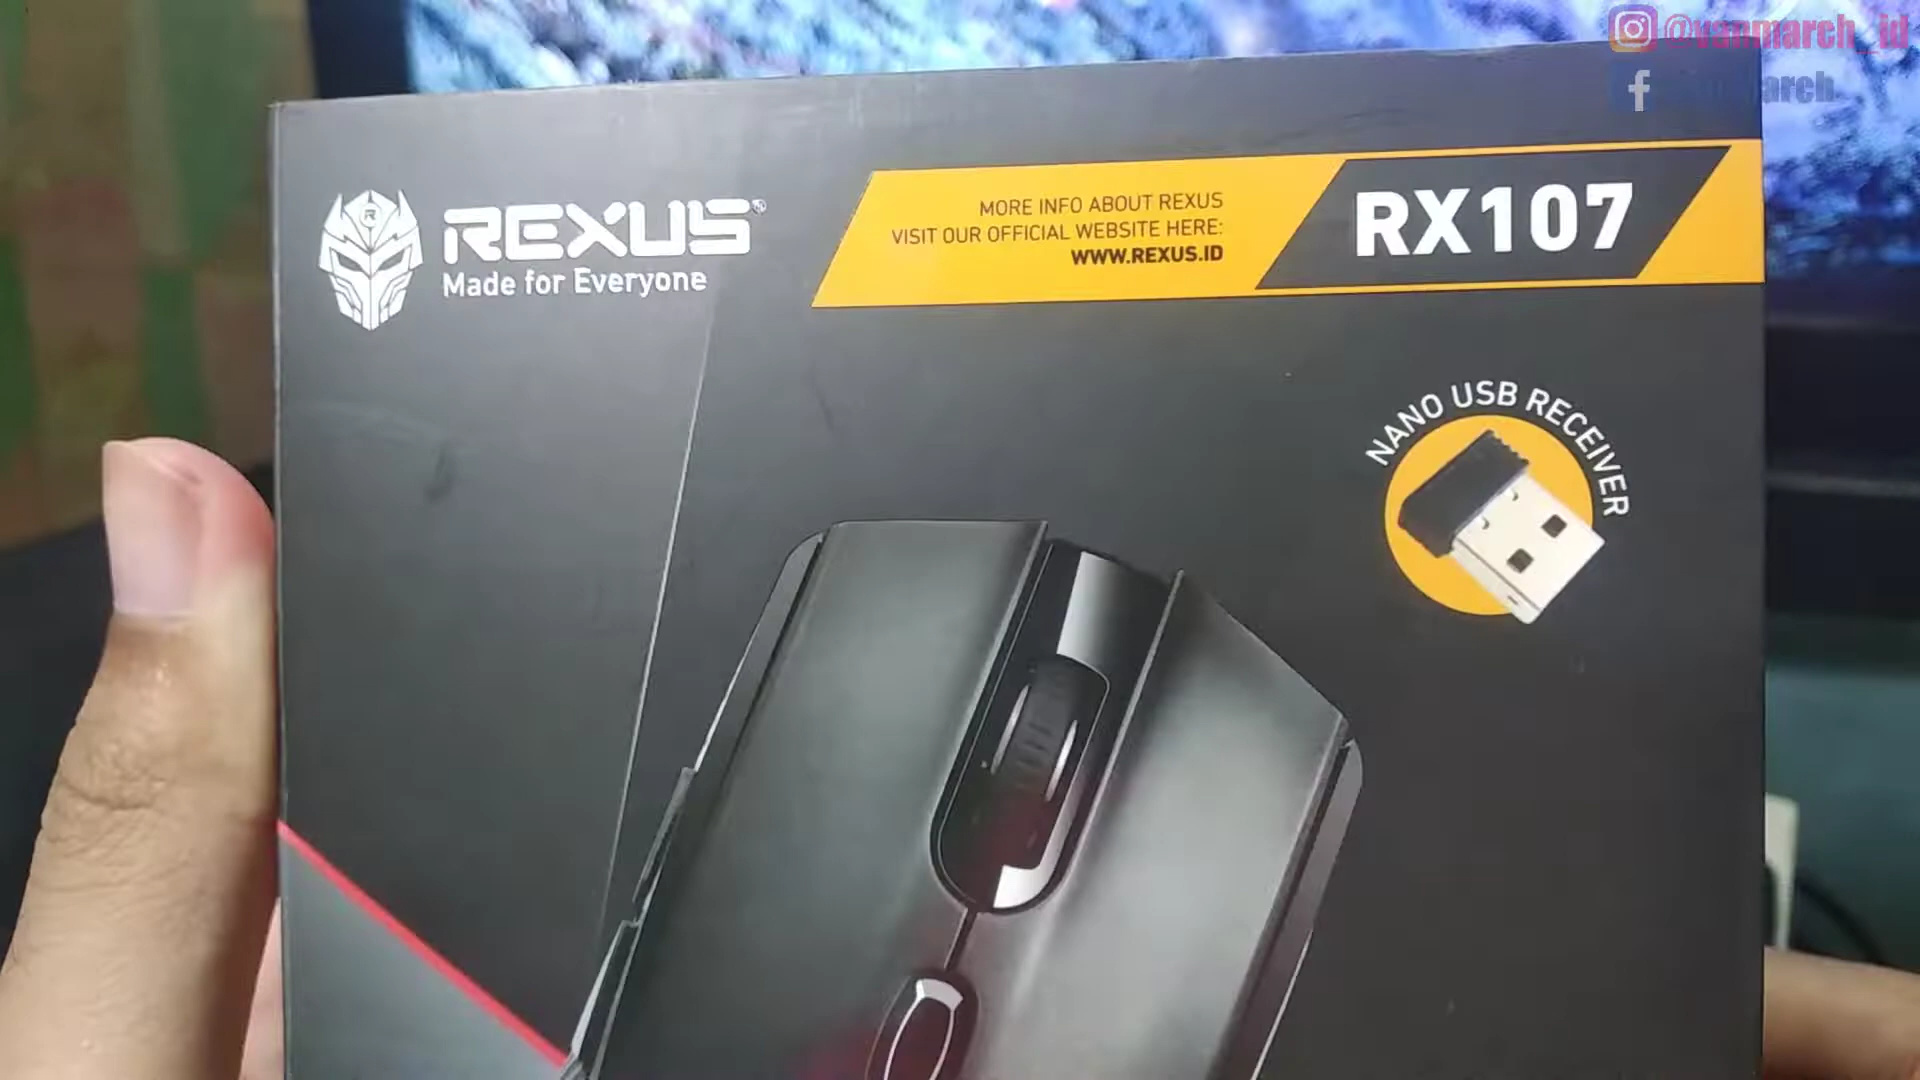 @vanmarch_id
REXUS®
Made for Everyone
MORE INFO ABOUT REXUS
VISIT OUR OFFICIAL WEBSITE HERE:
WWW.REXUS.ID
RX107
NANO USB RECEIVER